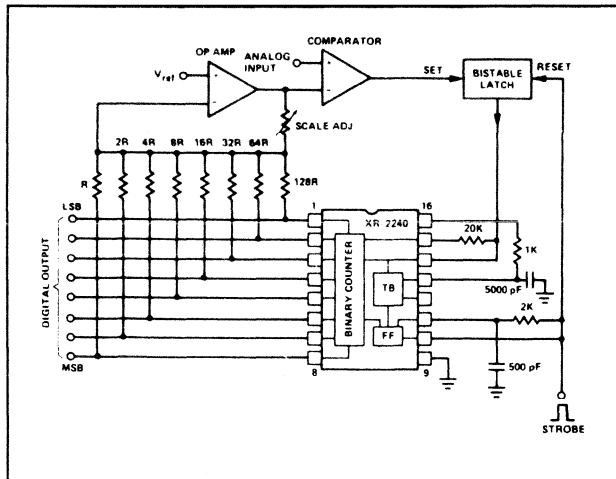 COMPARATOR
OP AMP
ANALOG
INPUT
Vref
SET
BISTABLE
LATCH
RESET
SCALE ADJ
R
2R
4R
8R
16R
32R
64R
128R
LSB
DIGITAL OUTPUT
MSB
1
16
XR 2240
BINARY COUNTER
TB
FF
8
9
20K
1K
5000 pF
2K
500 pF
STROBE